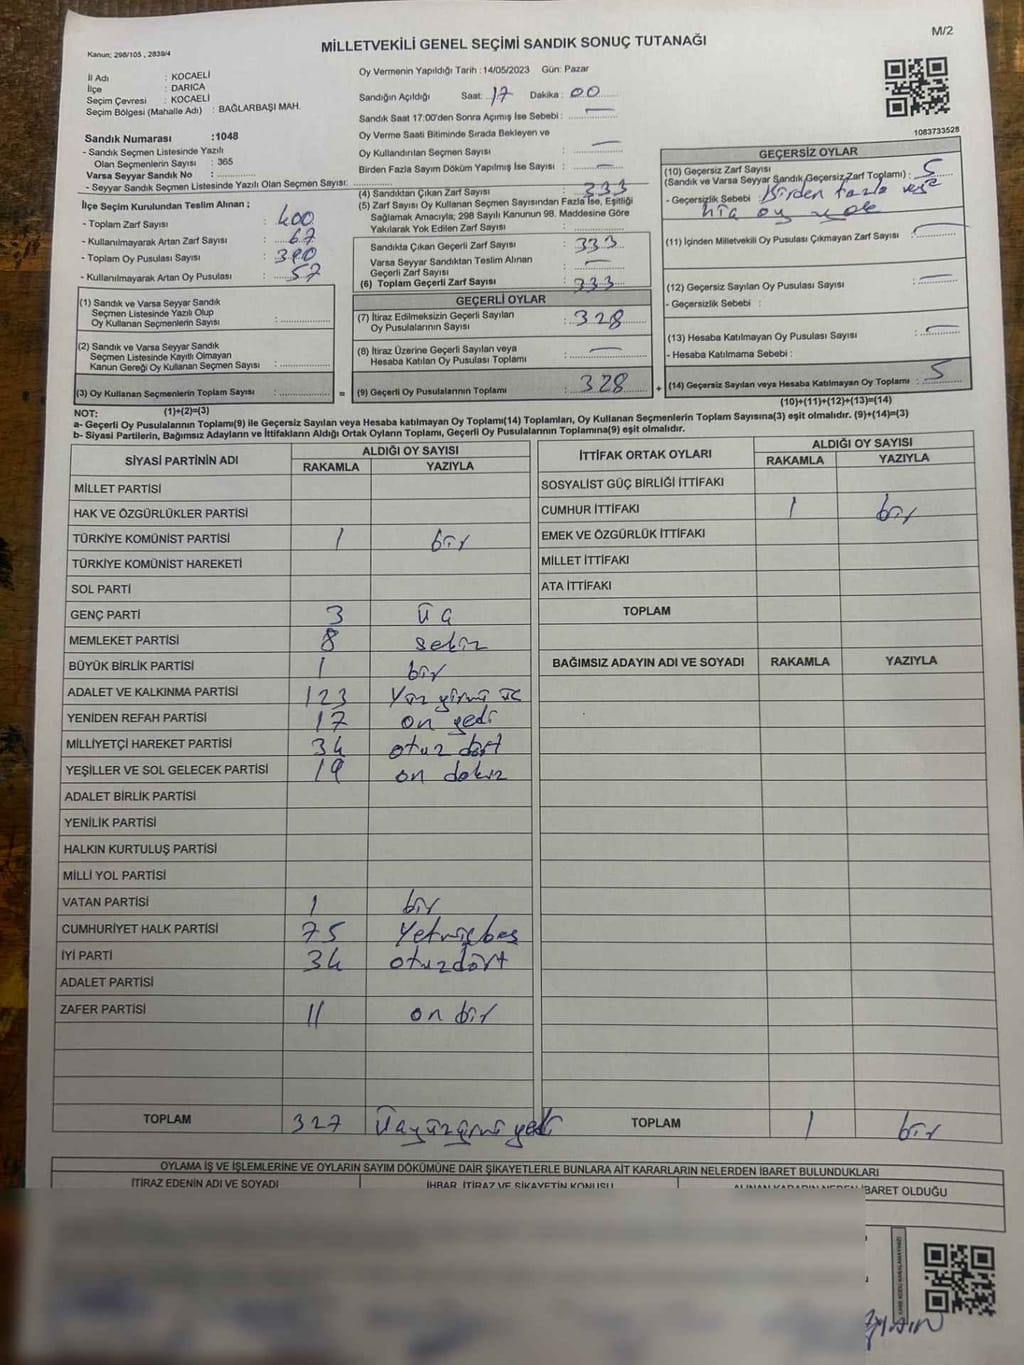 M/2
MİLLETVEKİLİ GENEL SEÇİMİ SANDIK SONUÇ TUTANAĞI
Kanun; 298/105 , 2839/4
İl Adı : KOCAELİ
İlçe : DARICA
Seçim Çevresi : KOCAELİ
Seçim Bölgesi (Mahalle Adı) : BAĞLARBAŞI MAH.
Sandık Numarası :1048
- Sandık Seçmen Listesinde Yazılı
Olan Seçmenlerin Sayısı : 365
Varsa Seyyar Sandık No :
- Seyyar Sandık Seçmen Listesinde Yazılı Olan Seçmen Sayısı:
İlçe Seçim Kurulundan Teslim Alınan ;
- Toplam Zarf Sayısı : 400
- Kullanılmayarak Artan Zarf Sayısı : 67
- Toplam Oy Pusulası Sayısı : 390
- Kullanılmayarak Artan Oy Pusulası : 57
(1) Sandık ve Varsa Seyyar Sandık
Seçmen Listesinde Yazılı Olup
Oy Kullanan Seçmenlerin Sayısı :
(2) Sandık ve Varsa Seyyar Sandık
Seçmen Listesinde Kayıtlı Olmayan
Kanun Gereği Oy Kullanan Seçmen Sayısı :
(3) Oy Kullanan Seçmenlerin Toplam Sayısı : =
(1)+(2)=(3)
Oy Vermenin Yapıldığı Tarih :14/05/2023 Gün: Pazar
Sandığın Açıldığı Saat: 17 Dakika : 00
Sandık Saat 17:00'den Sonra Açımış İse Sebebi : —
Oy Verme Saati Bitiminde Sırada Bekleyen ve
Oy Kullandırılan Seçmen Sayısı : —
Birden Fazla Sayım Döküm Yapılmış İse Sayısı : —
(4) Sandıktan Çıkan Zarf Sayısı : 333
(5) Zarf Sayısı Oy Kullanan Seçmen Sayısından Fazla İse, Eşitliği
Sağlamak Amacıyla; 298 Sayılı Kanunun 98. Maddesine Göre
Yakılarak Yok Edilen Zarf Sayısı :
Sandıkta Çıkan Geçerli Zarf Sayısı : 333
Varsa Seyyar Sandıktan Teslim Alınan
Geçerli Zarf Sayısı : —
(6) Toplam Geçerli Zarf Sayısı : 333
GEÇERLİ OYLAR
(7) İtiraz Edilmeksizin Geçerli Sayılan
Oy Pusulalarının Sayısı : 328
(8) İtiraz Üzerine Geçerli Sayılan veya
Hesaba Katılan Oy Pusulası Toplamı : —
(9) Geçerli Oy Pusulalarının Toplamı : 328 +
1083733528
GEÇERSİZ OYLAR
(10) Geçersiz Zarf Sayısı
(Sandık ve Varsa Seyyar Sandık Geçersiz Zarf Toplamı) : 5
- Geçersizlik Sebebi : Birden fazla veya
hiç oy yok
(11) İçinden Milletvekili Oy Pusulası Çıkmayan Zarf Sayısı : —
(12) Geçersiz Sayılan Oy Pusulası Sayısı : —
- Geçersizlik Sebebi :
(13) Hesaba Katılmayan Oy Pusulası Sayısı : —
- Hesaba Katılmama Sebebi :
(14) Geçersiz Sayılan veya Hesaba Katılmayan Oy Toplamı : 5
(10)+(11)+(12)+(13)=(14)
NOT:
a- Geçerli Oy Pusulalarının Toplamı(9) ile Geçersiz Sayılan veya Hesaba katılmayan Oy Toplamı(14) Toplamları, Oy Kullanan Seçmenlerin Toplam Sayısına(3) eşit olmalıdır. (9)+(14)=(3)
b- Siyasi Partilerin, Bağımsız Adayların ve İttifakların Aldığı Ortak Oyların Toplamı, Geçerli Oy Pusulalarının Toplamına(9) eşit olmalıdır.
SİYASİ PARTİNİN ADI ALDIĞI OY SAYISI
RAKAMLA YAZIYLA
MİLLET PARTİSİ
HAK VE ÖZGÜRLÜKLER PARTİSİ
TÜRKİYE KOMÜNİST PARTİSİ 1 bir
TÜRKİYE KOMÜNİST HAREKETİ
SOL PARTİ
GENÇ PARTİ 3 üç
MEMLEKET PARTİSİ 8 sekiz
BÜYÜK BİRLİK PARTİSİ 1 bir
ADALET VE KALKINMA PARTİSİ 123 Yüz yirmi üç
YENİDEN REFAH PARTİSİ 17 on yedi
MİLLİYETÇİ HAREKET PARTİSİ 34 otuz dört
YEŞİLLER VE SOL GELECEK PARTİSİ 19 on dokuz
ADALET BİRLİK PARTİSİ
YENİLİK PARTİSİ
HALKIN KURTULUŞ PARTİSİ
MİLLİ YOL PARTİSİ
VATAN PARTİSİ 1 bir
CUMHURİYET HALK PARTİSİ 75 Yetmişbeş
İYİ PARTİ 34 otuzdört
ADALET PARTİSİ
ZAFER PARTİSİ 11 on bir
TOPLAM 327 Üçyüzyirmi yedi
İTTİFAK ORTAK OYLARI ALDIĞI OY SAYISI
RAKAMLA YAZIYLA
SOSYALİST GÜÇ BİRLİĞİ İTTİFAKI
CUMHUR İTTİFAKI 1 bir
EMEK VE ÖZGÜRLÜK İTTİFAKI
MİLLET İTTİFAKI
ATA İTTİFAKI
TOPLAM
BAĞIMSIZ ADAYIN ADI VE SOYADI RAKAMLA YAZIYLA
TOPLAM 1 bir
OYLAMA İŞ VE İŞLEMLERİNE VE OYLARIN SAYIM DÖKÜMÜNE DAİR ŞİKAYETLERLE BUNLARA AİT KARARLARIN NELERDEN İBARET BULUNDUKLARI
İTİRAZ EDENİN ADI VE SOYADI İHBAR, İTİRAZ VE ŞİKAYETİN KONUSU ALINAN KARARIN NEDEN İBARET OLDUĞU